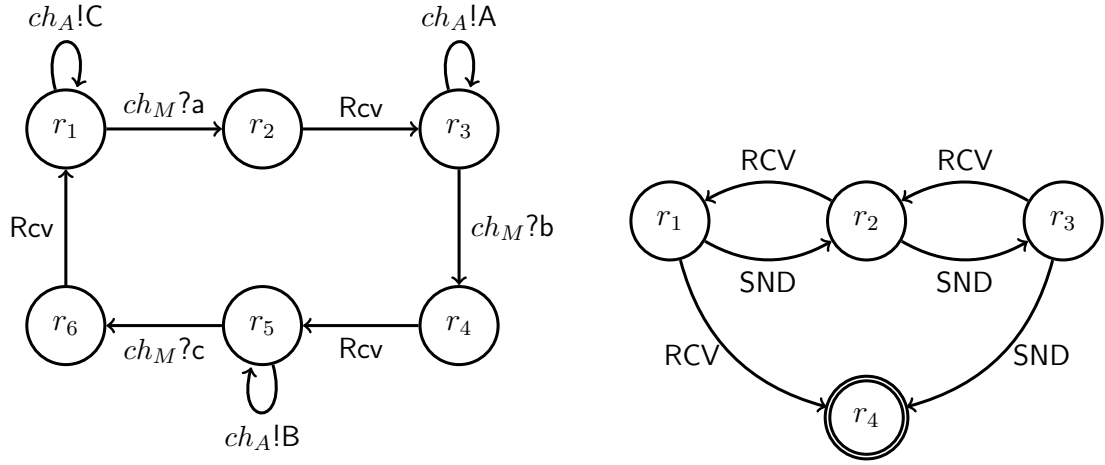 ch_A!C
ch_A!A
r_1
ch_M?a
r_2
Rcv
r_3
Rcv
ch_M?b
r_6
ch_M?c
r_5
Rcv
r_4
ch_A!B
RCV
RCV
r_1
r_2
r_3
SND
SND
RCV
SND
r_4